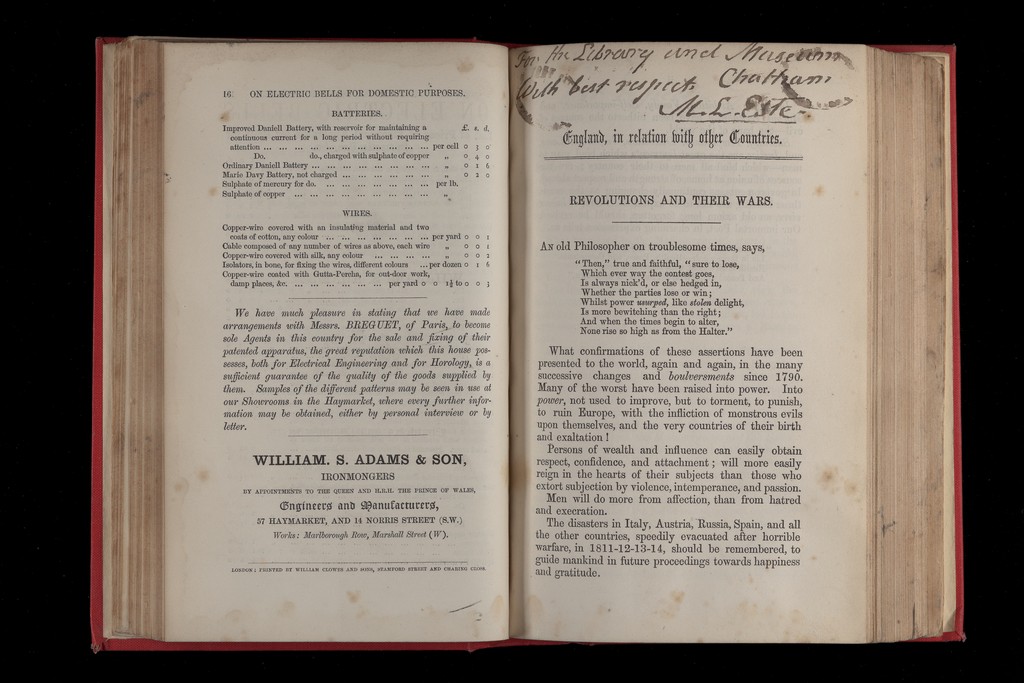 16 ON ELECTRIC BELLS FOR DOMESTIC PURPOSES.
BATTERIES.
Improved Daniell Battery, with reservoir for maintaining a £. s. d.
continuous current for a long period without requiring
attention ... ... ... ... ... ... ... ... ... ... ... per cell 0 3 0
Do. do., charged with sulphate of copper „ 0 4 0
Ordinary Daniell Battery ... ... ... ... ... ... ... ... „ 0 1 6
Marie Davy Battery, not charged ... ... ... ... ... ... „ 0 2 0
Sulphate of mercury for do. ... ... ... ... ... ... ... per lb.
Sulphate of copper ... ... ... ... ... ... ... ... ... „
WIRES.
Copper-wire covered with an insulating material and two
coats of cotton, any colour ... ... ... ... ... ... ... per yard 0 0 1
Cable composed of any number of wires as above, each wire „ 0 0 1
Copper-wire covered with silk, any colour ... ... ... ... „ 0 0 2
Isolators, in bone, for fixing the wires, different colours ... per dozen 0 1 6
Copper-wire coated with Gutta-Percha, for out-door work,
damp places, &c. ... ... ... ... ... ... per yard 0 0 1½ to 0 0 3
We have much pleasure in stating that we have made
arrangements with Messrs. BREGUET, of Paris, to become
sole Agents in this country for the sale and fixing of their
patented apparatus, the great reputation which this house pos-
sesses, both for Electrical Engineering and for Horology, is a
sufficient guarantee of the quality of the goods supplied by
them. Samples of the different patterns may be seen in use at
our Showrooms in the Haymarket, where every further infor-
mation may be obtained, either by personal interview or by
letter.
WILLIAM. S. ADAMS & SON,
IRONMONGERS
BY APPOINTMENTS TO THE QUEEN AND H.R.H. THE PRINCE OF WALES,
Engineers and Manufacturers,
57 HAYMARKET, AND 14 NORRIS STREET (S.W.)
Works: Marlborough Row, Marshall Street (W).
LONDON: PRINTED BY WILLIAM CLOWES AND SONS, STAMFORD STREET AND CHARING CROSS.
For the Library and Museum
With best respect. Chatham
M. L. Este
England, in relation with other Countries.
REVOLUTIONS AND THEIR WARS.
AN old Philosopher on troublesome times, says,
“Then,” true and faithful, “sure to lose,
Which ever way the contest goes,
Is always nick'd, or else hedged in,
Whether the parties lose or win;
Whilst power usurped, like stolen delight,
Is more bewitching than the right;
And when the times begin to alter,
None rise so high as from the Halter.”
What confirmations of these assertions have been
presented to the world, again and again, in the many
successive changes and boulversments since 1790.
Many of the worst have been raised into power. Into
power, not used to improve, but to torment, to punish,
to ruin Europe, with the infliction of monstrous evils
upon themselves, and the very countries of their birth
and exaltation!
Persons of wealth and influence can easily obtain
respect, confidence, and attachment; will more easily
reign in the hearts of their subjects than those who
extort subjection by violence, intemperance, and passion.
Men will do more from affection, than from hatred
and execration.
The disasters in Italy, Austria, Russia, Spain, and all
the other countries, speedily evacuated after horrible
warfare, in 1811-12-13-14, should be remembered, to
guide mankind in future proceedings towards happiness
and gratitude.